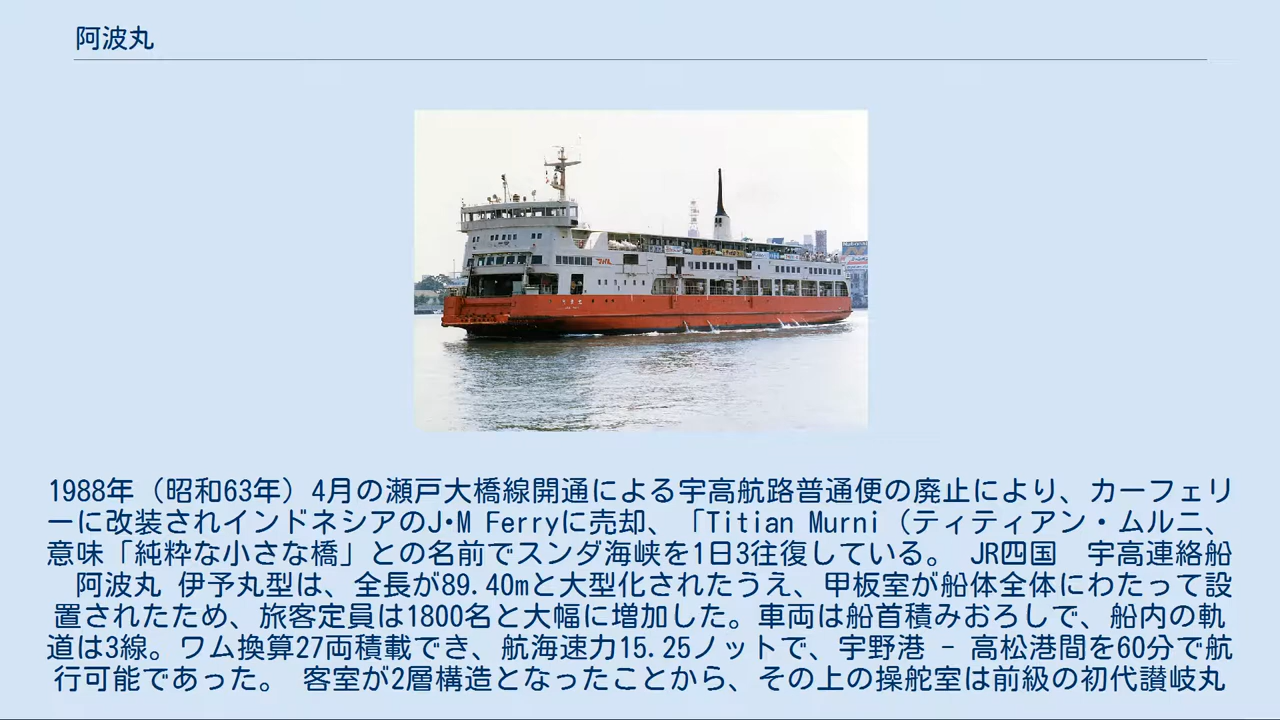 阿波丸
1988年（昭和63年）4月の瀬戸大橋線開通による宇高航路普通便の廃止により、カーフェリ
ーに改装されインドネシアのJ•M Ferryに売却、「Titian Murni（ティティアン・ムルニ、
意味「純粋な小さな橋」との名前でスンダ海峡を1日3往復している。 JR四国　宇高連絡船
阿波丸 伊予丸型は、全長が89.40mと大型化されたうえ、甲板室が船体全体にわたって設
置されたため、旅客定員は1800名と大幅に増加した。車両は船首積みおろしで、船内の軌
道は3線。ワム換算27両積載でき、航海速力15.25ノットで、宇野港 - 高松港間を60分で航
行可能であった。 客室が2層構造となったことから、その上の操舵室は前級の初代讃岐丸